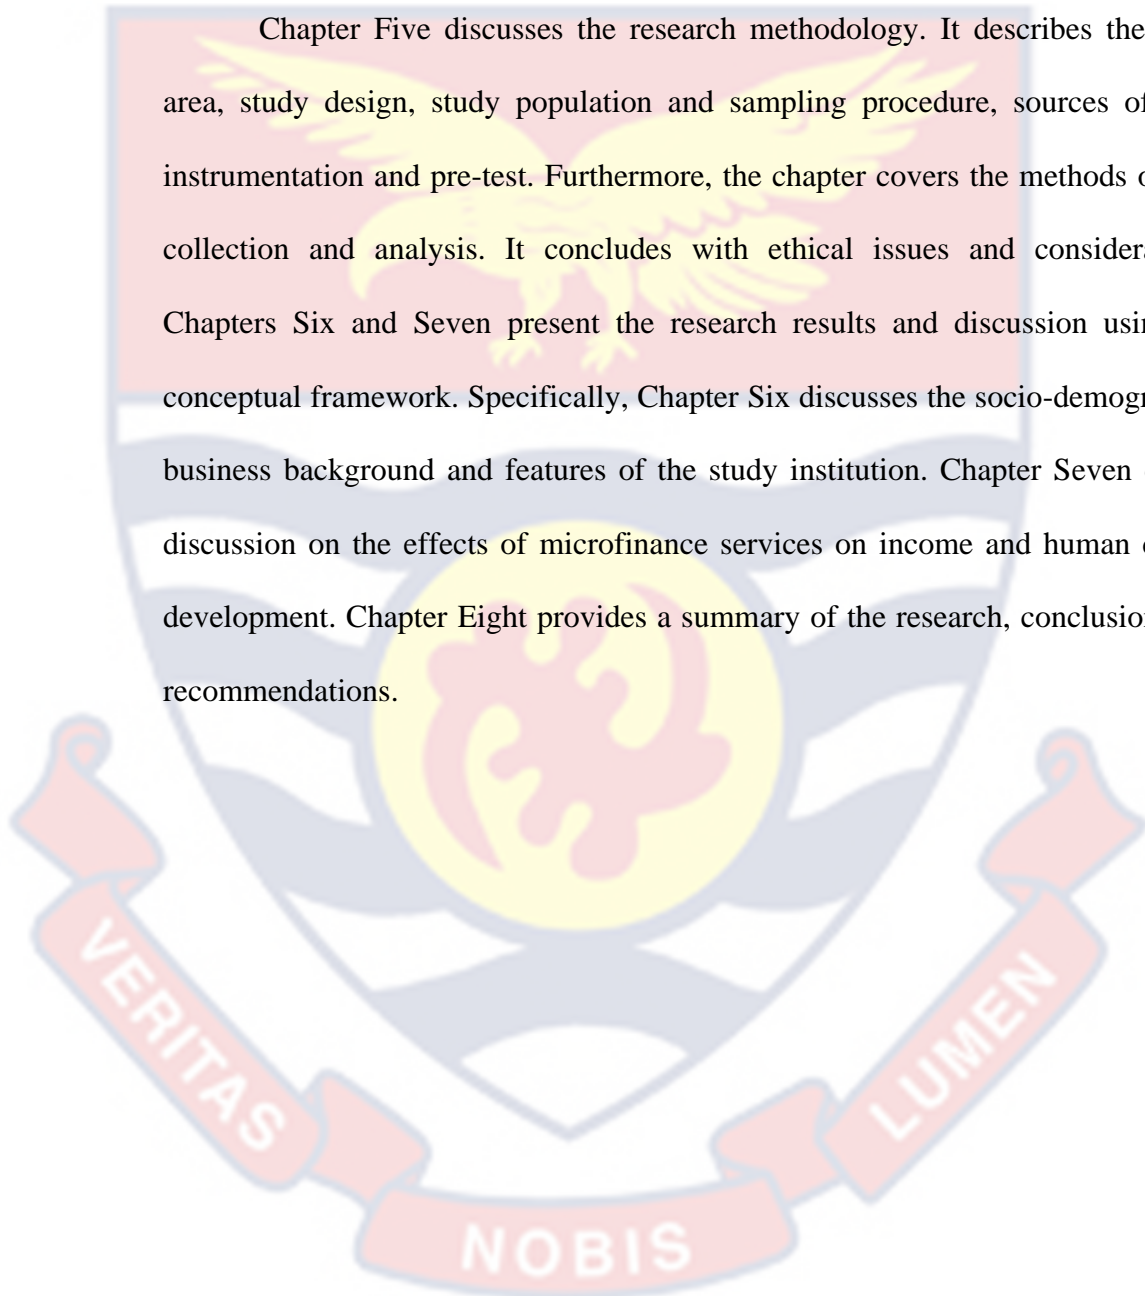 Chapter Five discusses the research methodology. It describes the
area, study design, study population and sampling procedure, sources of
instrumentation and pre-test. Furthermore, the chapter covers the methods o
collection and analysis. It concludes with ethical issues and consider
Chapters Six and Seven present the research results and discussion usin
conceptual framework. Specifically, Chapter Six discusses the socio-demogr
business background and features of the study institution. Chapter Seven
discussion on the effects of microfinance services on income and human
development. Chapter Eight provides a summary of the research, conclusion
recommendations.
VERITAS
NOBIS
LUMEN